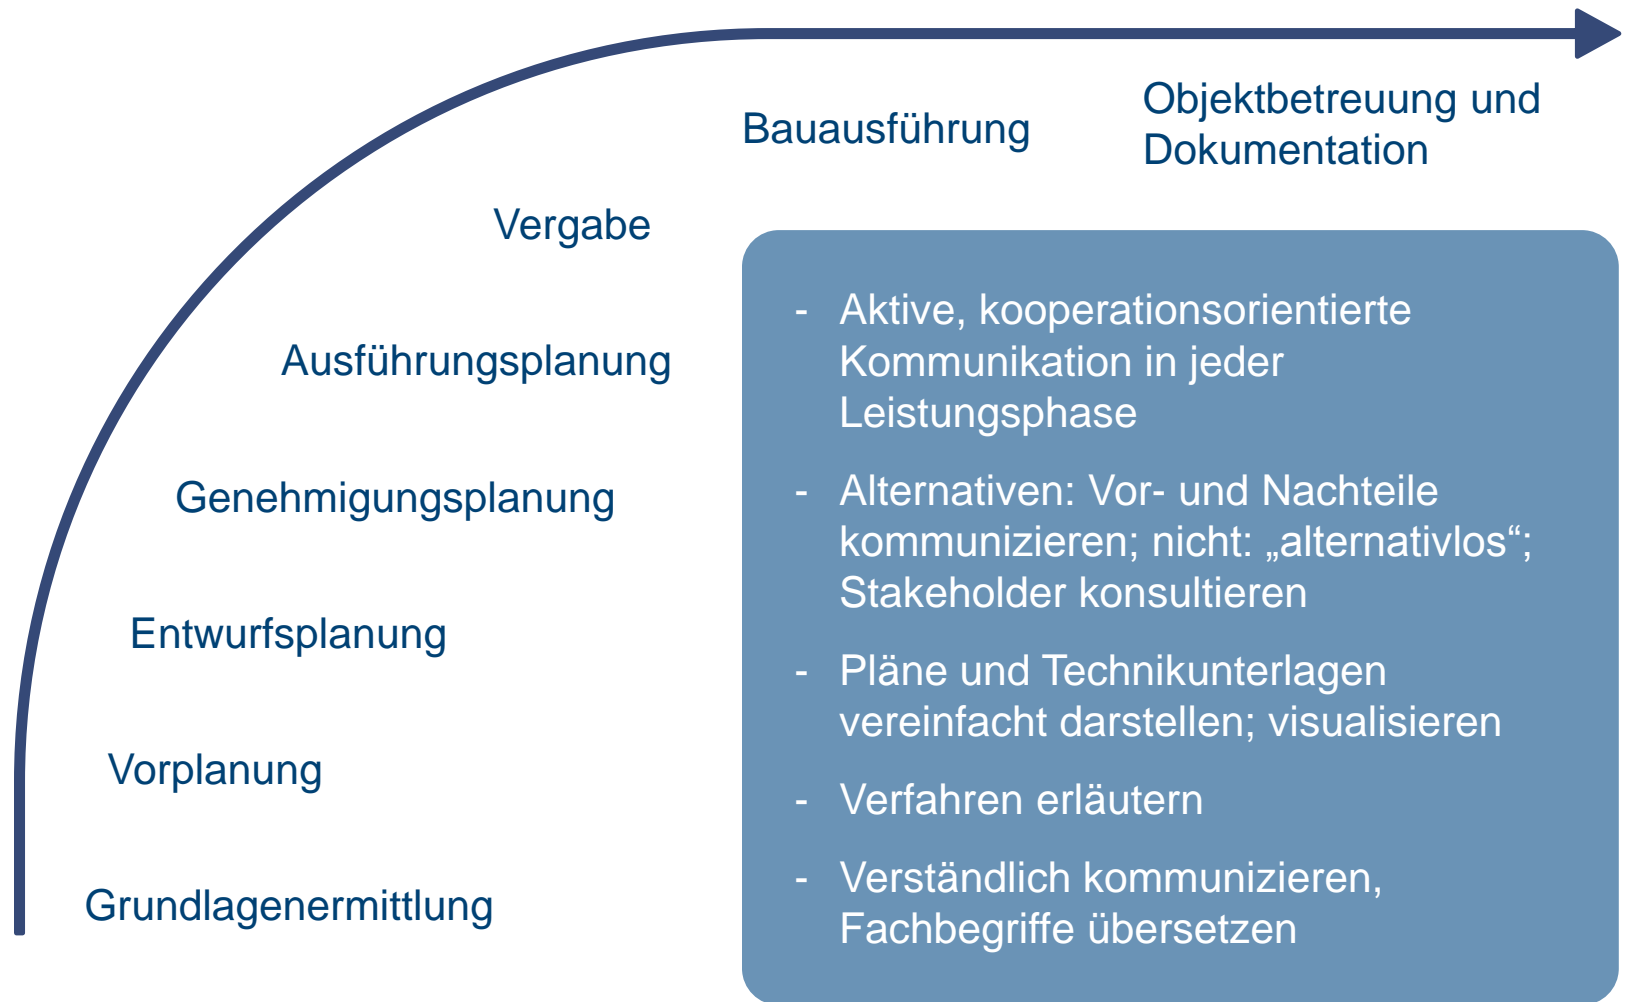 Bauausführung
Objektbetreuung und
Dokumentation
Vergabe
Ausführungsplanung
Genehmigungsplanung
Entwurfsplanung
Vorplanung
Grundlagenermittlung
- Aktive, kooperationsorientierte
Kommunikation in jeder
Leistungsphase
- Alternativen: Vor- und Nachteile
kommunizieren; nicht: „alternativlos“;
Stakeholder konsultieren
- Pläne und Technikunterlagen
vereinfacht darstellen; visualisieren
- Verfahren erläutern
- Verständlich kommunizieren,
Fachbegriffe übersetzen